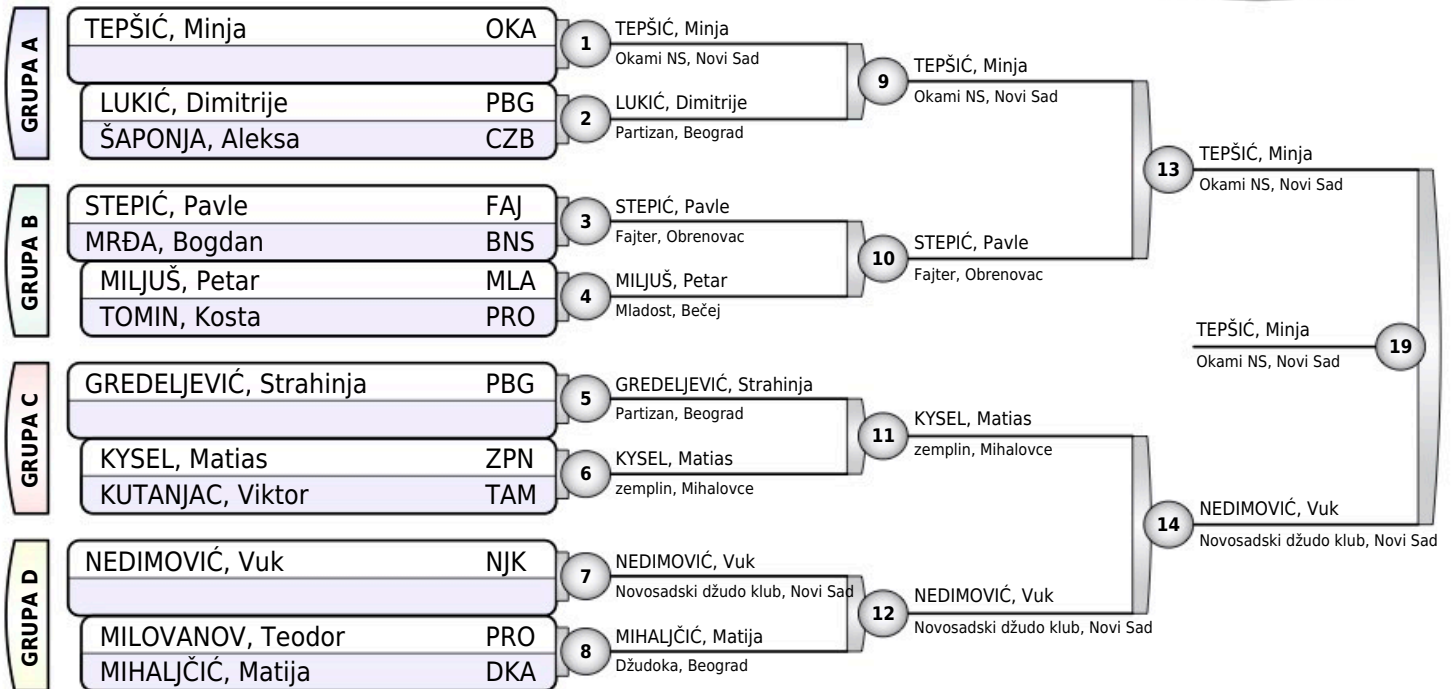 GRUPA A
TEPŠIĆ, Minja OKA
LUKIĆ, Dimitrije PBG
ŠAPONJA, Aleksa CZB
GRUPA B
STEPIĆ, Pavle FAJ
MRĐA, Bogdan BNS
MILJUŠ, Petar MLA
TOMIN, Kosta PRO
GRUPA C
GREDELJEVIĆ, Strahinja PBG
KYSEL, Matias ZPN
KUTANJAC, Viktor TAM
GRUPA D
NEDIMOVIĆ, Vuk NJK
MILOVANOV, Teodor PRO
MIHALJČIĆ, Matija DKA
1
TEPŠIĆ, Minja
Okami NS, Novi Sad
2
LUKIĆ, Dimitrije
Partizan, Beograd
3
STEPIĆ, Pavle
Fajter, Obrenovac
4
MILJUŠ, Petar
Mladost, Bečej
5
GREDELJEVIĆ, Strahinja
Partizan, Beograd
6
KYSEL, Matias
zemplin, Mihalovce
7
NEDIMOVIĆ, Vuk
Novosadski džudo klub, Novi Sad
8
MIHALJČIĆ, Matija
Džudoka, Beograd
9
TEPŠIĆ, Minja
Okami NS, Novi Sad
10
STEPIĆ, Pavle
Fajter, Obrenovac
11
KYSEL, Matias
zemplin, Mihalovce
12
NEDIMOVIĆ, Vuk
Novosadski džudo klub, Novi Sad
13
TEPŠIĆ, Minja
Okami NS, Novi Sad
14
NEDIMOVIĆ, Vuk
Novosadski džudo klub, Novi Sad
TEPŠIĆ, Minja
Okami NS, Novi Sad
19